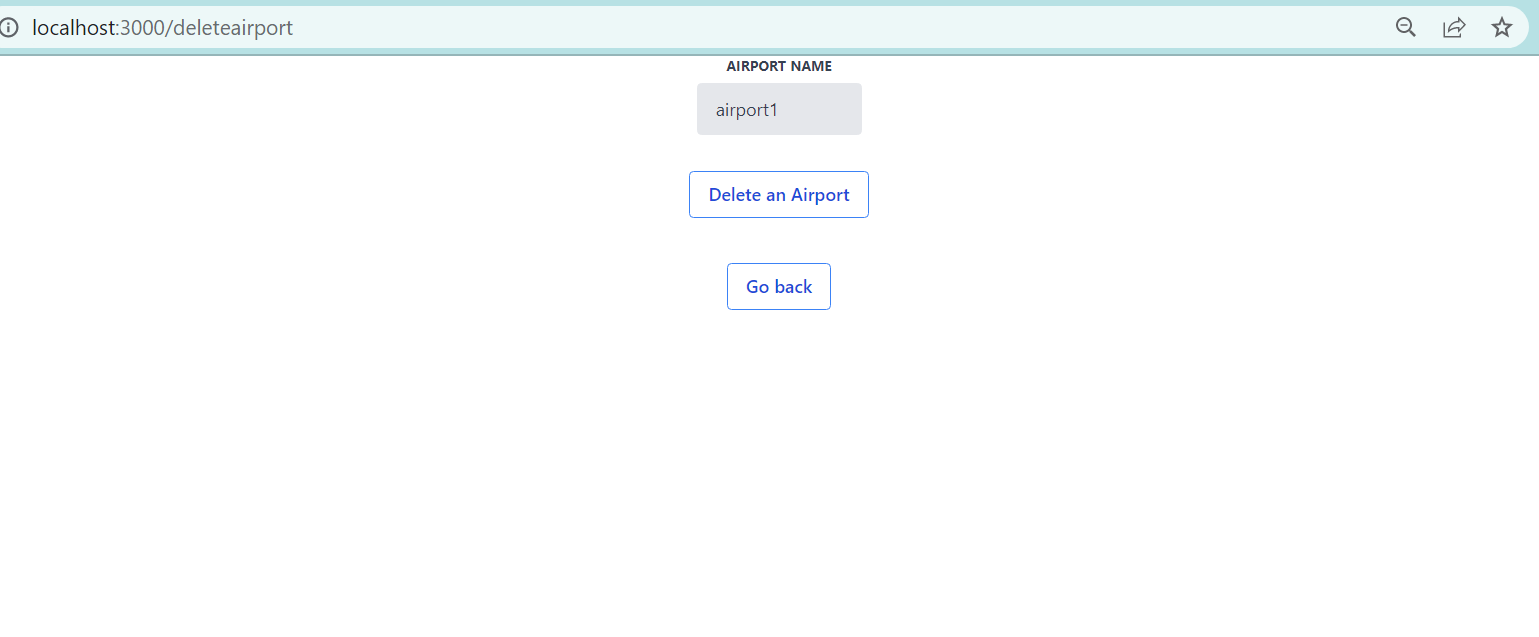 localhost:3000/deleteairport
AIRPORT NAME
airport1
Delete an Airport
Go back